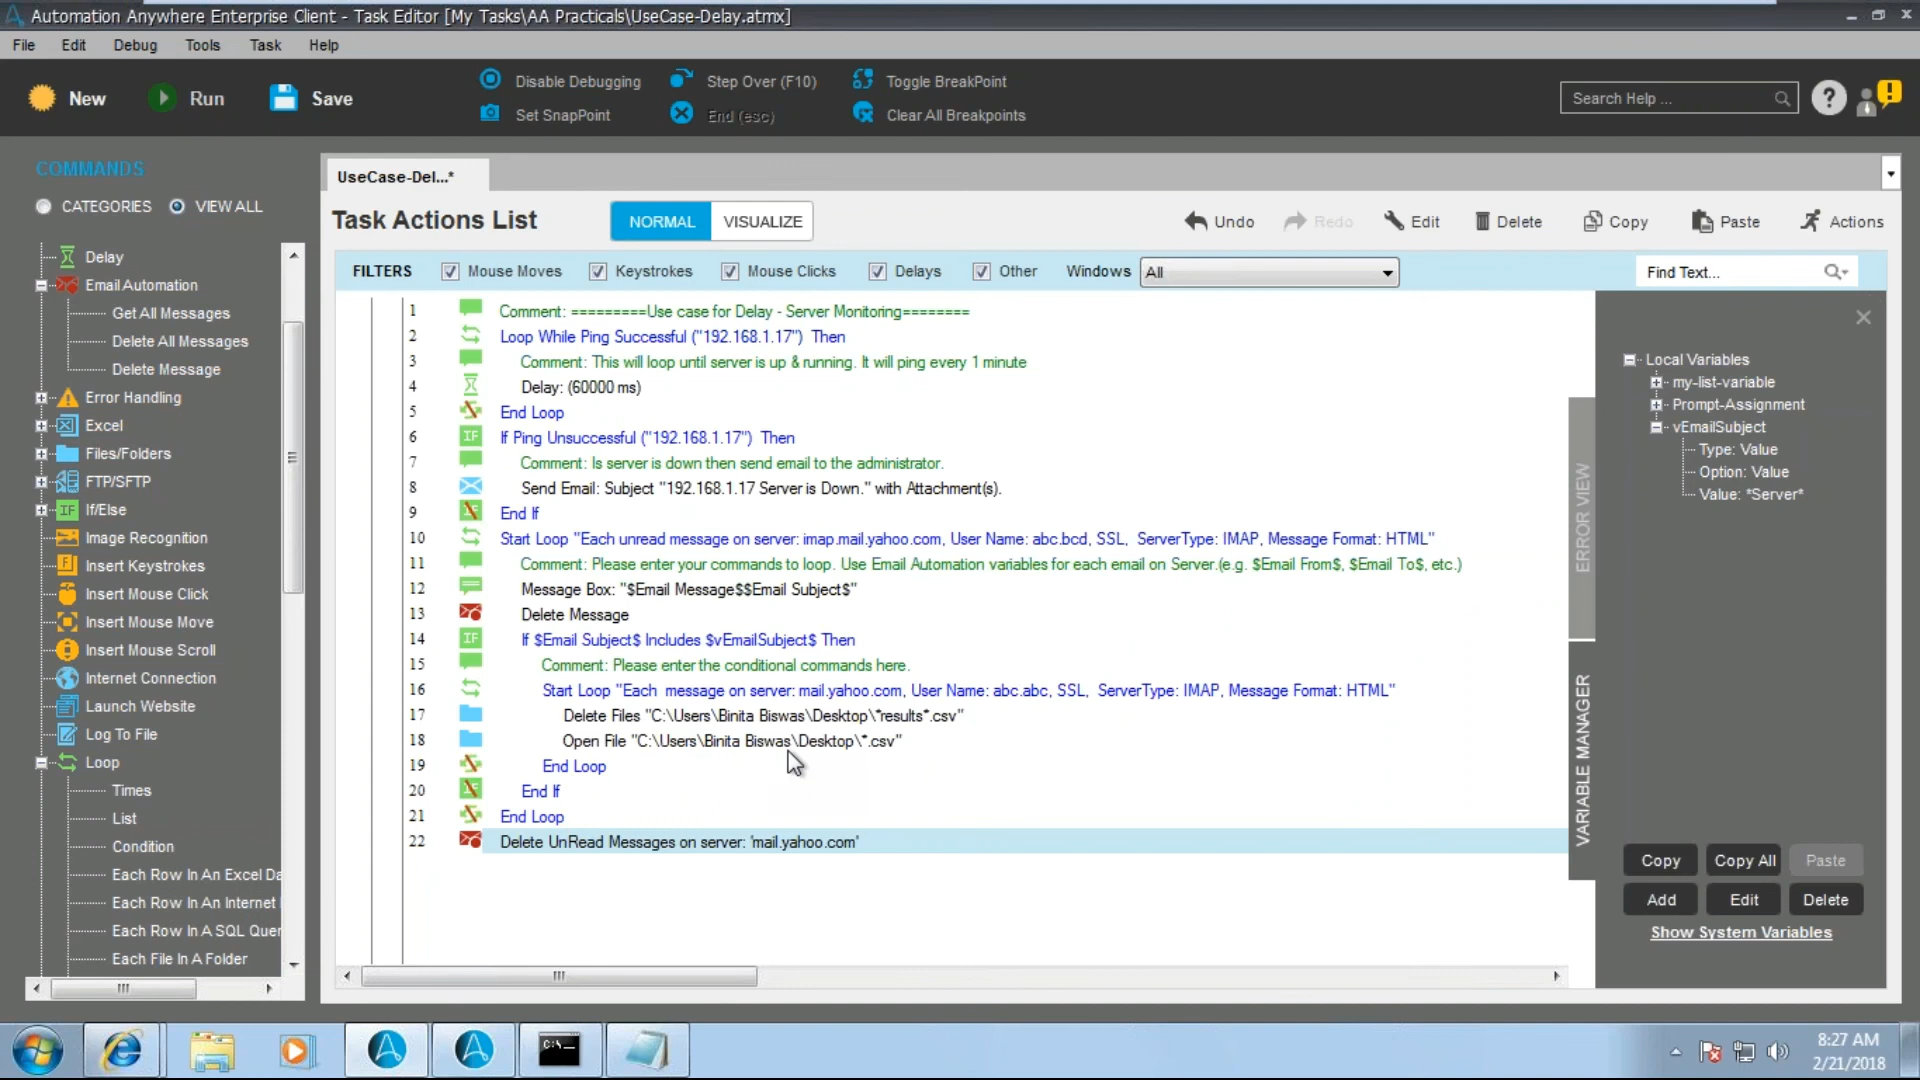 Automation Anywhere Enterprise Client - Task Editor [My Tasks\AA Practicals\UseCase-Delay.atmx]
File Edit Debug Tools Task Help
New Run Save
Disable Debugging Step Over (F10) Toggle BreakPoint
Set SnapPoint End (esc) Clear All Breakpoints
Search Help ...
COMMANDS
CATEGORIES VIEW ALL
Delay
Email Automation
Get All Messages
Delete All Messages
Delete Message
Error Handling
Excel
Files/Folders
FTP/SFTP
If/Else
Image Recognition
Insert Keystrokes
Insert Mouse Click
Insert Mouse Move
Insert Mouse Scroll
Internet Connection
Launch Website
Log To File
Loop
Times
List
Condition
Each Row In An Excel Da
Each Row In An Internet
Each Row In A SQL Quer
Each File In A Folder
UseCase-Del...*
Task Actions List NORMAL VISUALIZE Undo Redo Edit Delete Copy Paste Actions
FILTERS Mouse Moves Keystrokes Mouse Clicks Delays Other Windows All Find Text...
1 Comment: =========Use case for Delay - Server Monitoring========
2 Loop While Ping Successful ("192.168.1.17") Then
3 Comment: This will loop until server is up & running. It will ping every 1 minute
4 Delay: (60000 ms)
5 End Loop
6 If Ping Unsuccessful ("192.168.1.17") Then
7 Comment: Is server is down then send email to the administrator.
8 Send Email: Subject "192.168.1.17 Server is Down." with Attachment(s).
9 End If
10 Start Loop "Each unread message on server: imap.mail.yahoo.com, User Name: abc.bcd, SSL, ServerType: IMAP, Message Format: HTML"
11 Comment: Please enter your commands to loop. Use Email Automation variables for each email on Server.(e.g. $Email From$, $Email To$, etc.)
12 Message Box: "$Email Message$$Email Subject$"
13 Delete Message
14 If $Email Subject$ Includes $vEmailSubject$ Then
15 Comment: Please enter the conditional commands here.
16 Start Loop "Each message on server: mail.yahoo.com, User Name: abc.abc, SSL, ServerType: IMAP, Message Format: HTML"
17 Delete Files "C:\Users\Binita Biswas\Desktop\*results*.csv"
18 Open File "C:\Users\Binita Biswas\Desktop\*.csv"
19 End Loop
20 End If
21 End Loop
22 Delete UnRead Messages on server: 'mail.yahoo.com'
ERROR VIEW
VARIABLE MANAGER
Local Variables
my-list-variable
Prompt-Assignment
vEmailSubject
Type: Value
Option: Value
Value: *Server*
Copy Copy All Paste
Add Edit Delete
Show System Variables
8:27 AM
2/21/2018